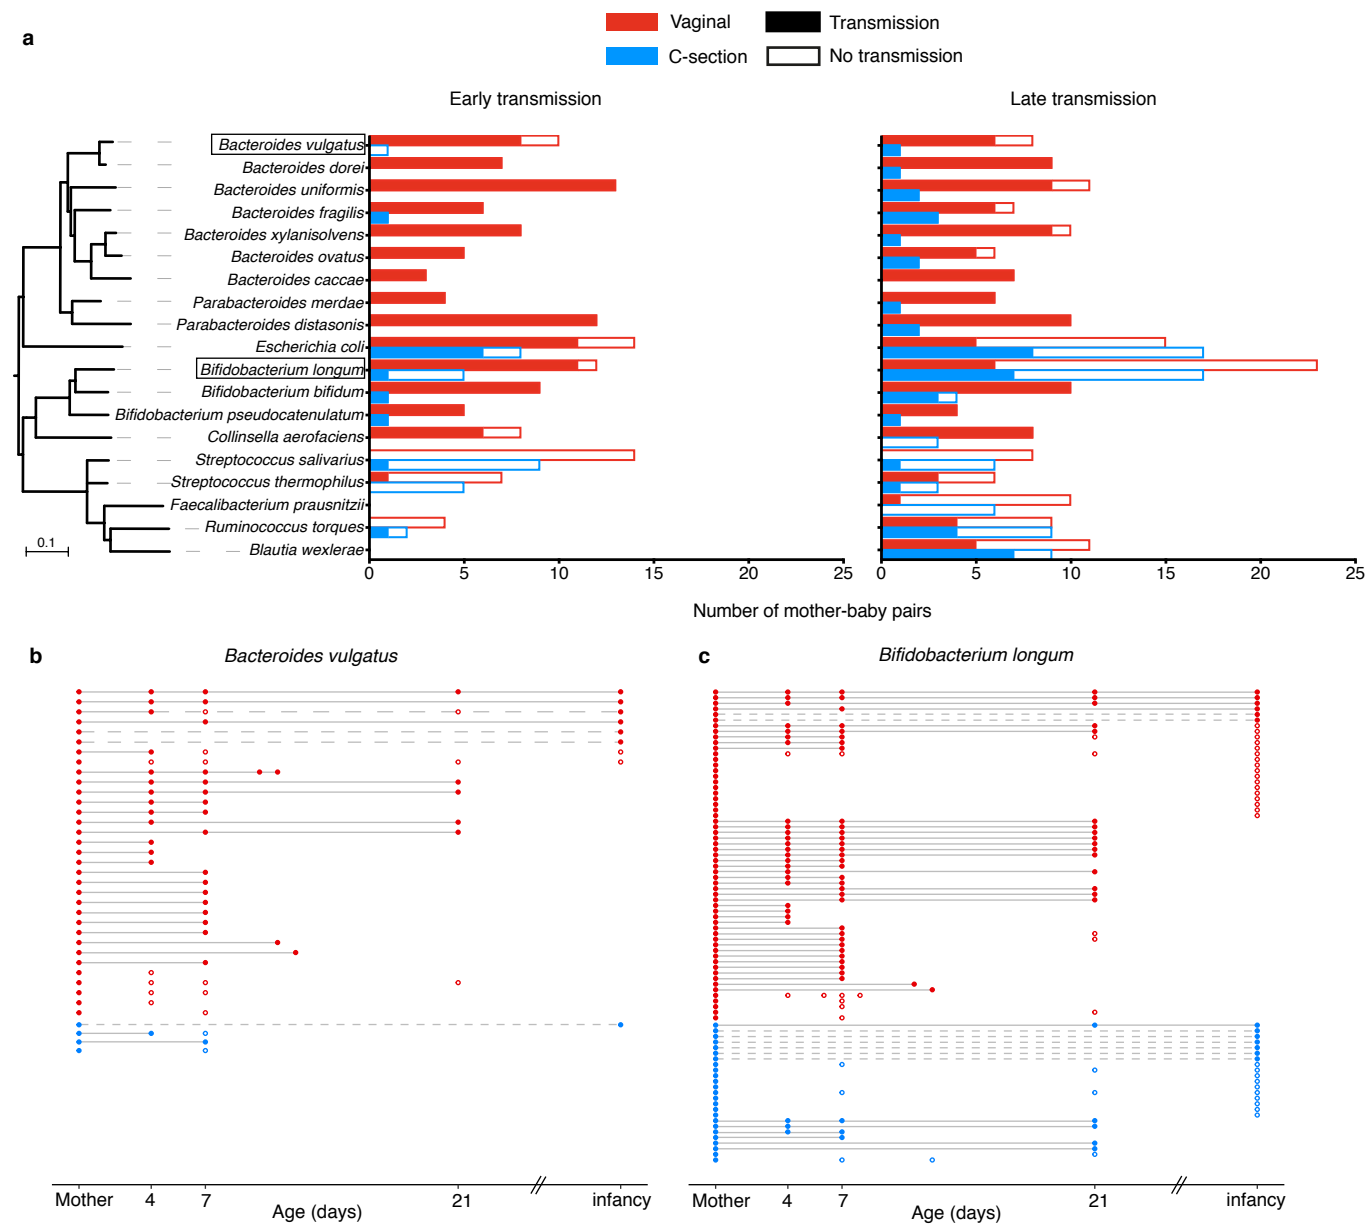 Vaginal
Transmission
C-section
No transmission
a
Early transmission
Late transmission
Bacteroides vulgatus
Bacteroides dorei
Bacteroides uniformis
Bacteroides fragilis
Bacteroides xylanisolvens
Bacteroides ovatus
Bacteroides caccae
Parabacteroides merdae
Parabacteroides distasonis
Escherichia coli
Bifidobacterium longum
Bifidobacterium bifidum
Bifidobacterium pseudocatenulatum
Collinsella aerofaciens
Streptococcus salivarius
Streptococcus thermophilus
Faecalibacterium prausnitzii
Ruminococcus torques
Blautia wexlerae
0.1
0 5 10 15 20 25
0 5 10 15 20 25
Number of mother-baby pairs
b
Bacteroides vulgatus
Mother 4 7 21 infancy
Age (days)
c
Bifidobacterium longum
Mother 4 7 21 infancy
Age (days)